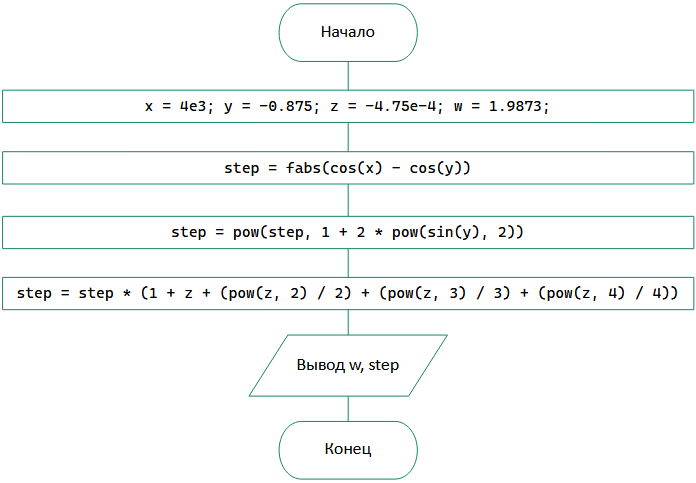 Начало
x = 4e3; y = -0.875; z = -4.75e-4; w = 1.9873;
step = fabs(cos(x) - cos(y))
step = pow(step, 1 + 2 * pow(sin(y), 2))
step = step * (1 + z + (pow(z, 2) / 2) + (pow(z, 3) / 3) + (pow(z, 4) / 4))
Вывод w, step
Конец